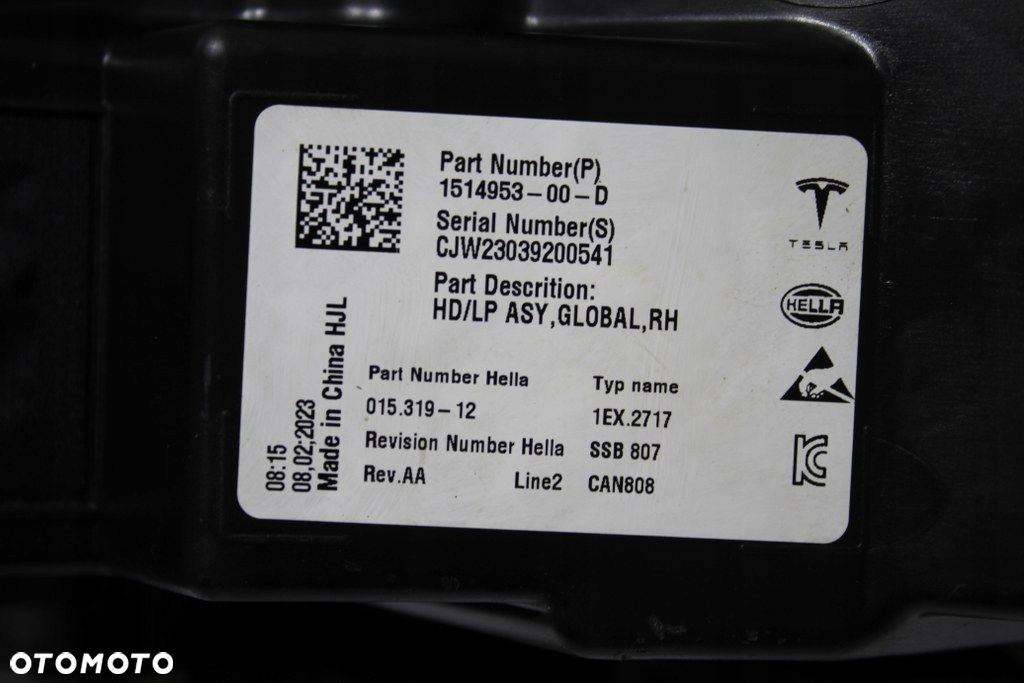 Part Number(P)
1514953-00-D
Serial Number(S)
CJW23039200541
Part Descrition:
HD/LP ASY,GLOBAL,RH
TESLA
HELLA
Part Number Hella
Typ name
015.319-12
1EX.2717
Revision Number Hella
SSB 807
Rev.AA
Line2
CAN808
08:15
08,02;2023
Made in China HJL
OTOMOTO